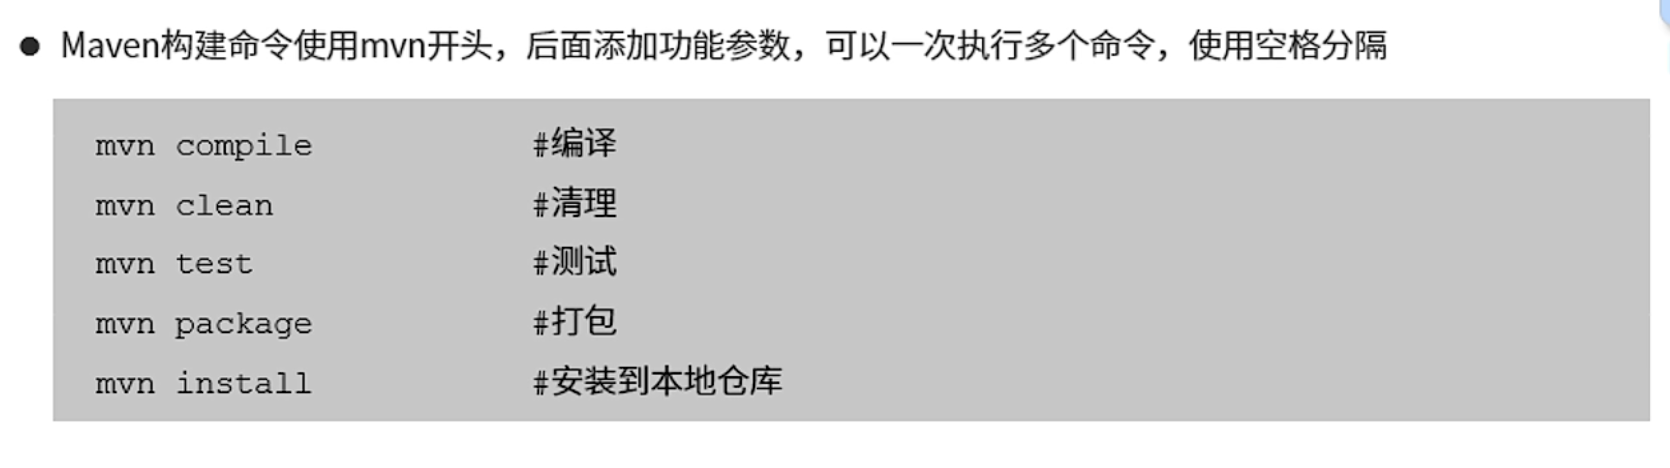 ● Maven构建命令使用mvn开头，后面添加功能参数，可以一次执行多个命令，使用空格分隔
mvn compile #编译
mvn clean #清理
mvn test #测试
mvn package #打包
mvn install #安装到本地仓库